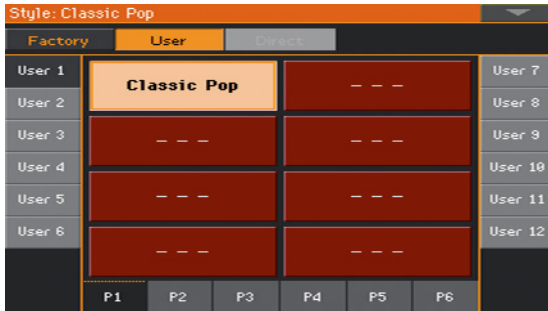 Style: Classic Pop
Factory User Direct
User 1
User 2
User 3
User 4
User 5
User 6
Classic Pop - - -
- - - - - -
- - - - - -
- - - - - -
User 7
User 8
User 9
User 10
User 11
User 12
P1 P2 P3 P4 P5 P6